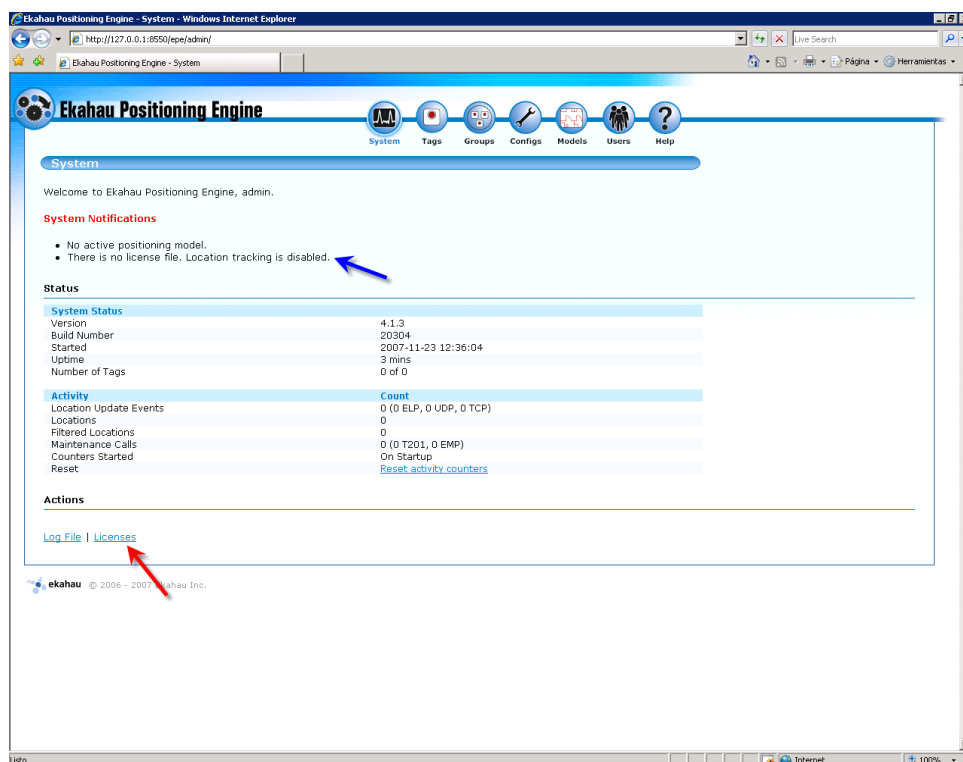 Ekahau Positioning Engine - System - Windows Internet Explorer
http://127.0.0.1:8550/epe/admin/
Live Search
Ekahau Positioning Engine - System
Página
Herramientas
Ekahau Positioning Engine
System Tags Groups Configs Models Users Help
System
Welcome to Ekahau Positioning Engine, admin.
System Notifications
No active positioning model.
There is no license file. Location tracking is disabled.
Status
System Status
Version 4.1.3
Build Number 20304
Started 2007-11-23 12:36:04
Uptime 3 mins
Number of Tags 0 of 0
Activity Count
Location Update Events 0 (0 ELP, 0 UDP, 0 TCP)
Locations 0
Filtered Locations 0
Maintenance Calls 0 (0 T201, 0 EMP)
Counters Started On Startup
Reset Reset activity counters
Actions
Log File | Licenses
ekahau © 2006 - 2007 Ekahau Inc.
Listo
Internet
100%